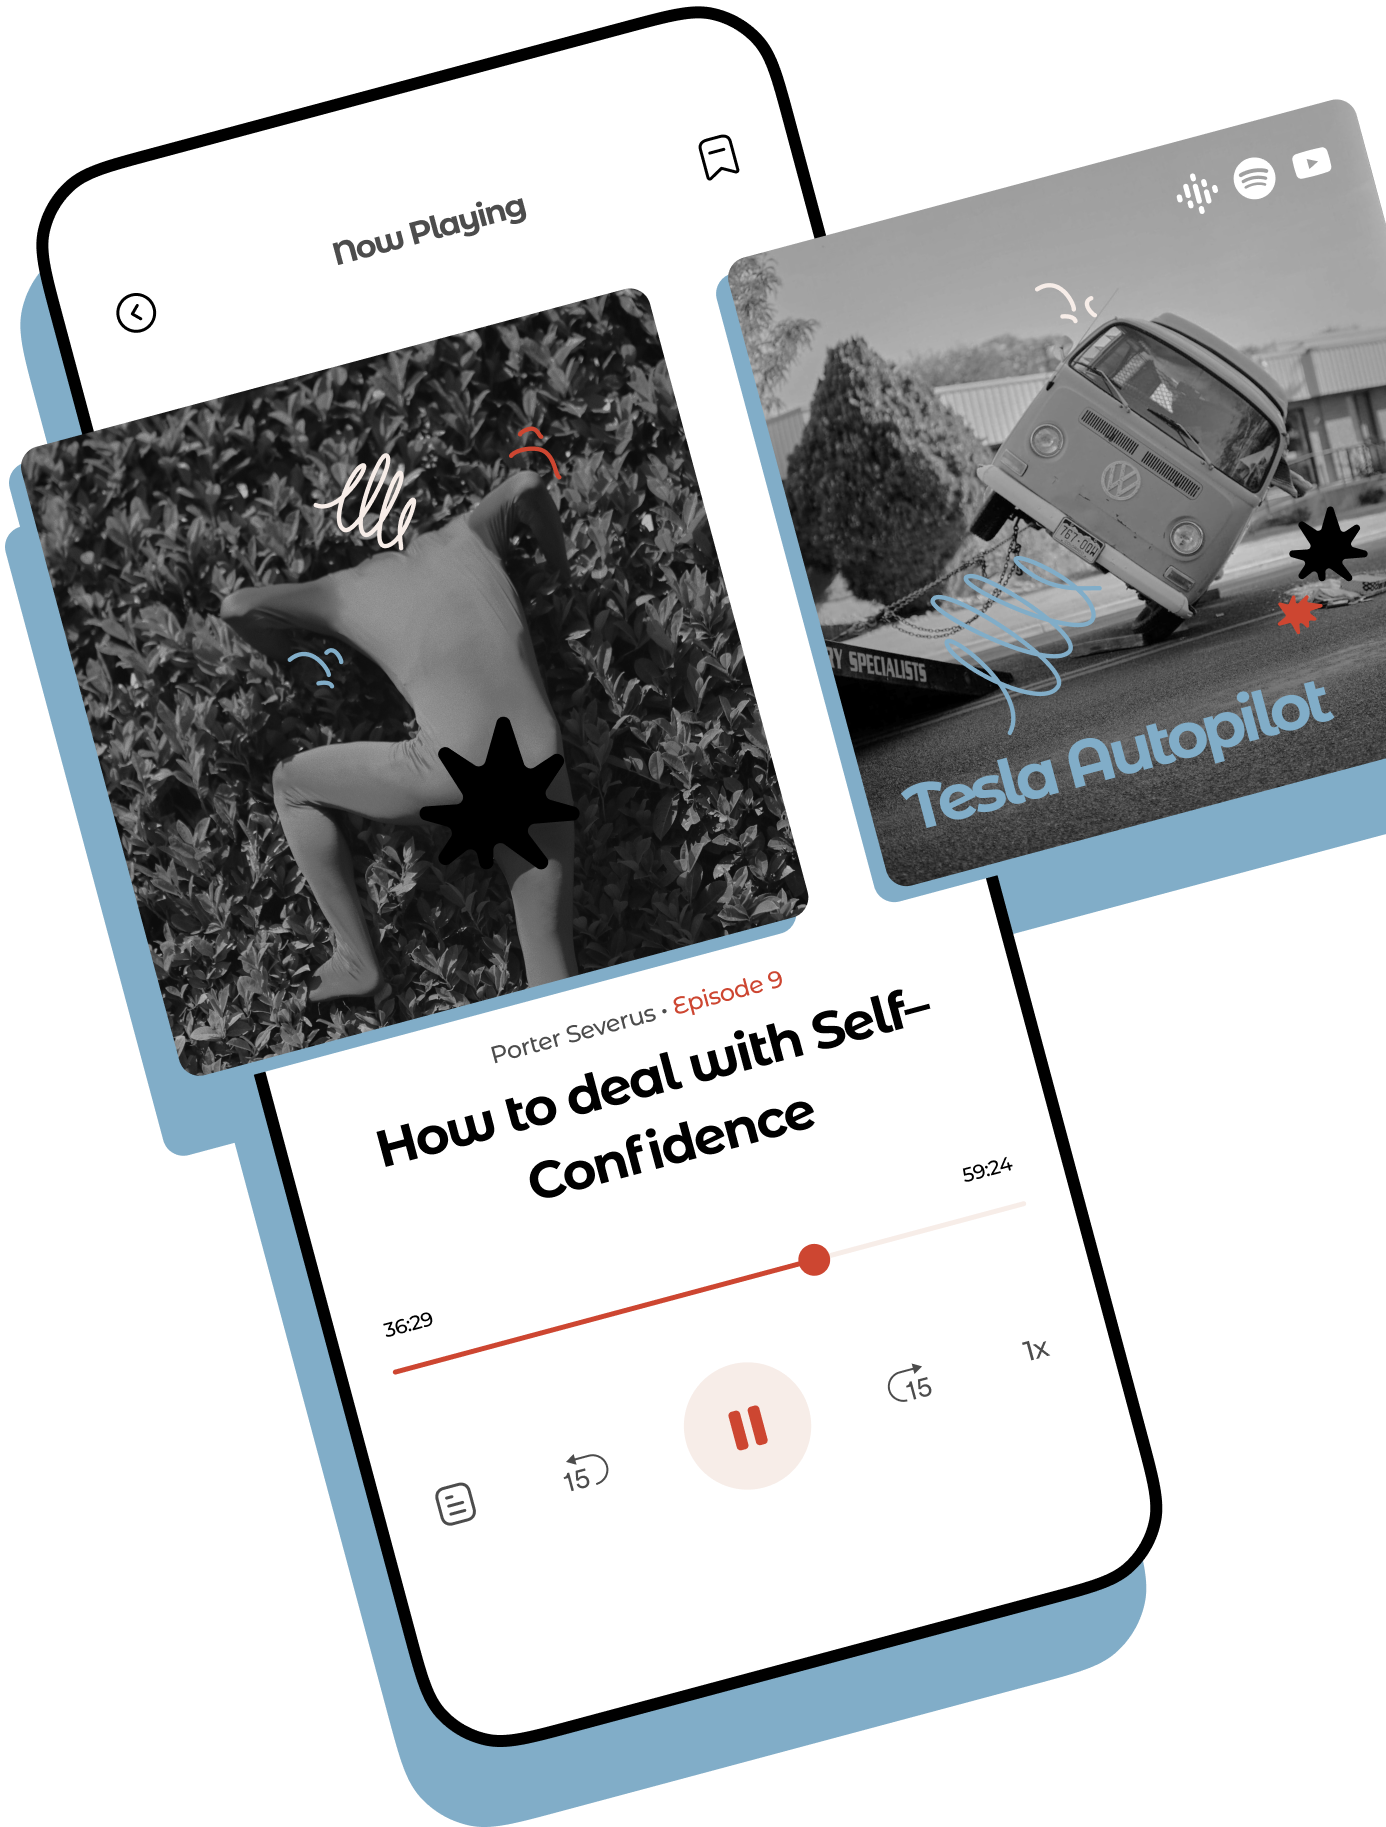 Now Playing
767-00A
RY SPECIALISTS
Tesla Autopilot
Porter Severus • Episode 9
How to deal with Self-
Confidence
59:24
36:29
15
15
1x